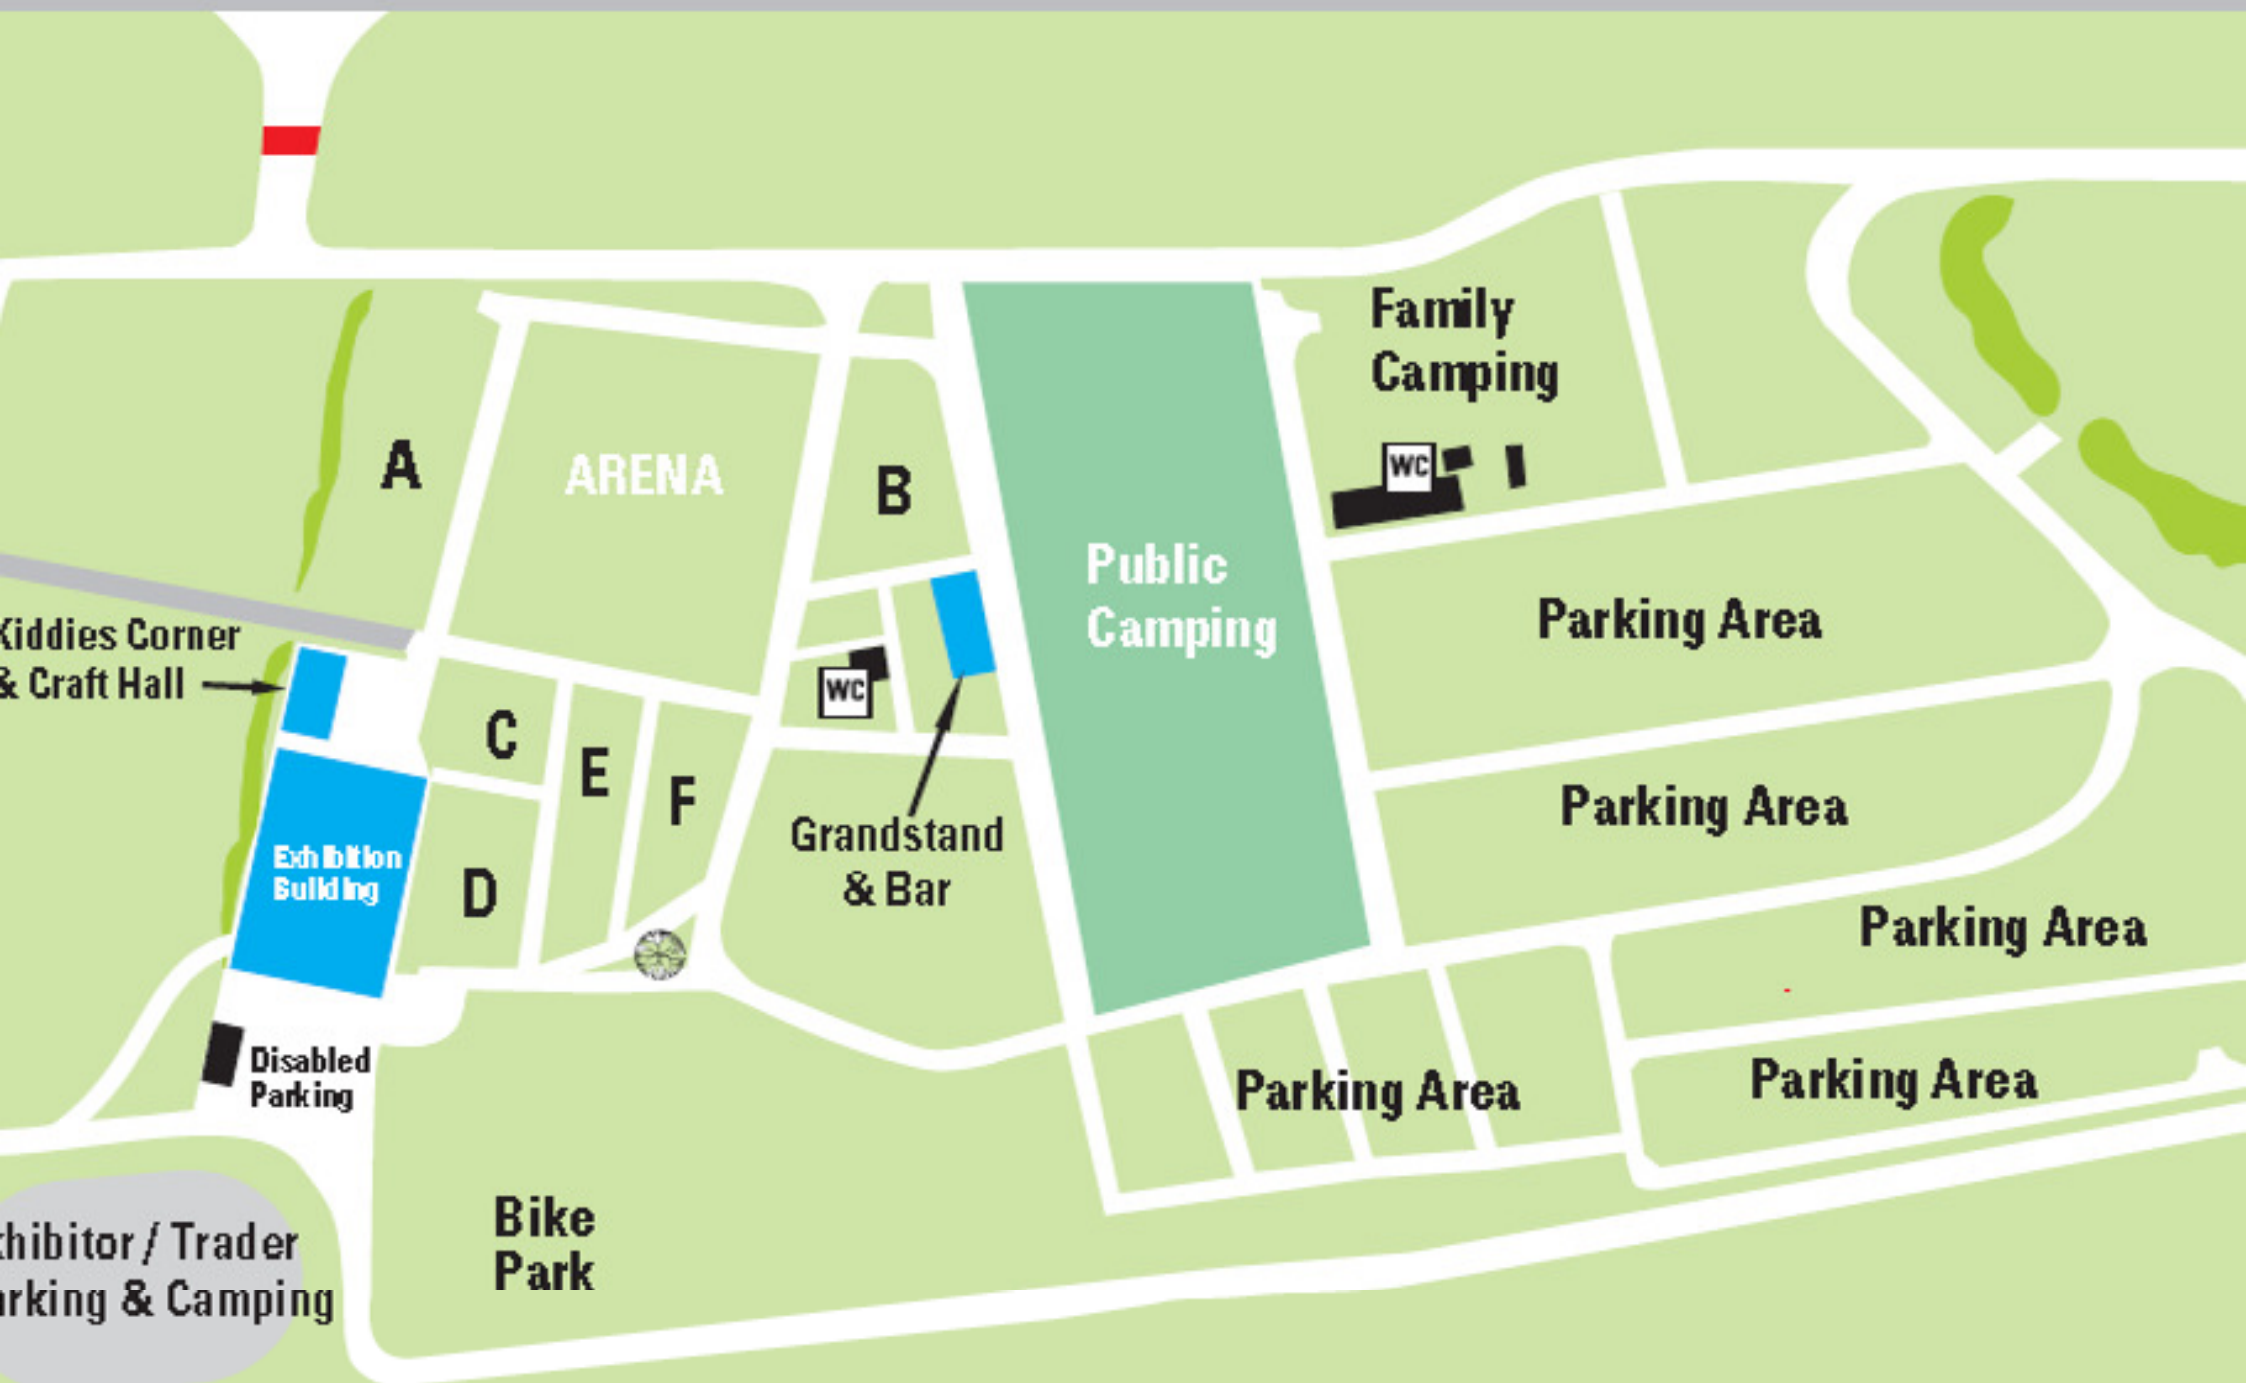 Family
Camping
A
ARENA
B
WC
Public
Camping
Kiddies Corner
& Craft Hall
Parking Area
WC
C
E
F
Parking Area
Grandstand
& Bar
Exhibition
Building
D
Parking Area
Disabled
Parking
Parking Area
Parking Area
Bike
Park
xhibitor / Trader
arking & Camping